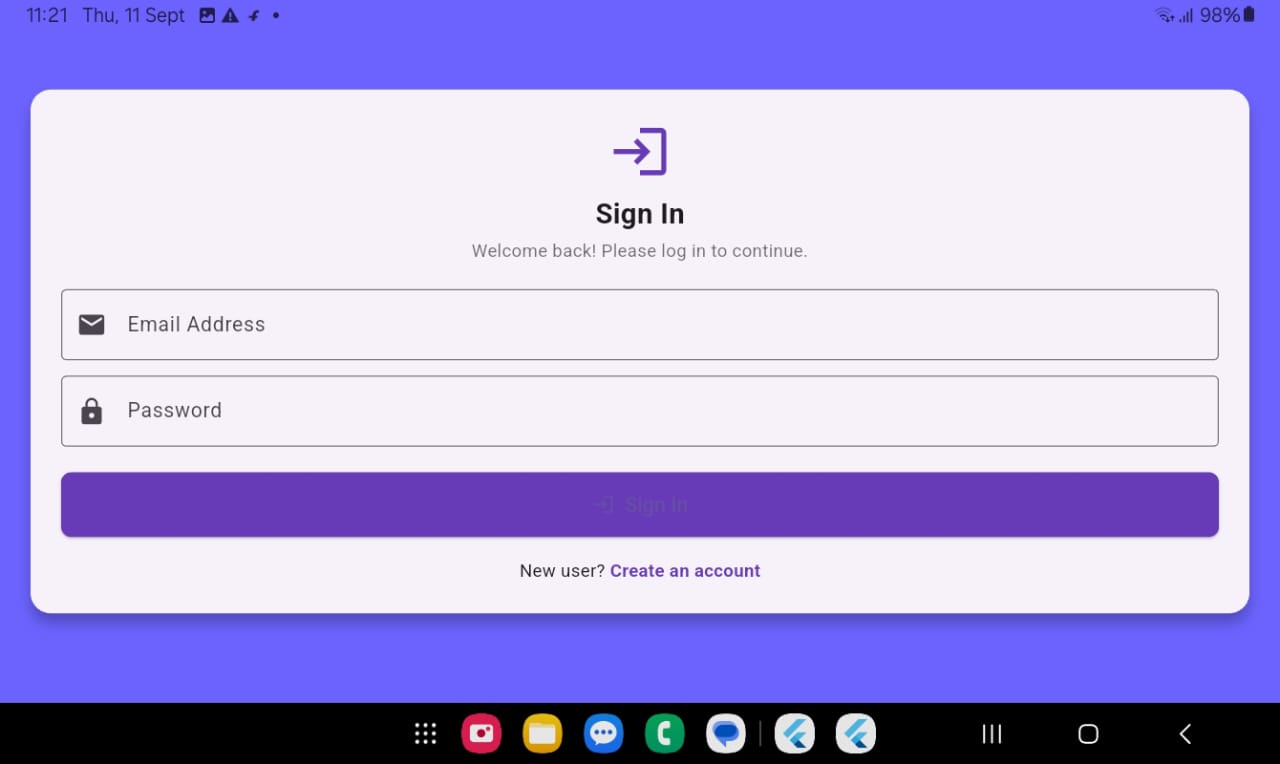 11:21 Thu, 11 Sept 98%
Sign In
Welcome back! Please log in to continue.
Email Address
Password
Sign In
New user? Create an account